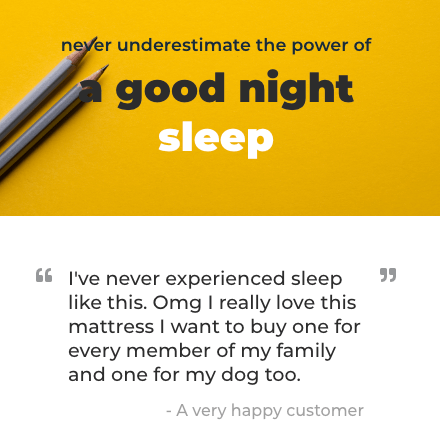 never underestimate the power of
a good night
sleep
“ I've never experienced sleep ”
like this. Omg I really love this
mattress I want to buy one for
every member of my family
and one for my dog too.
- A very happy customer